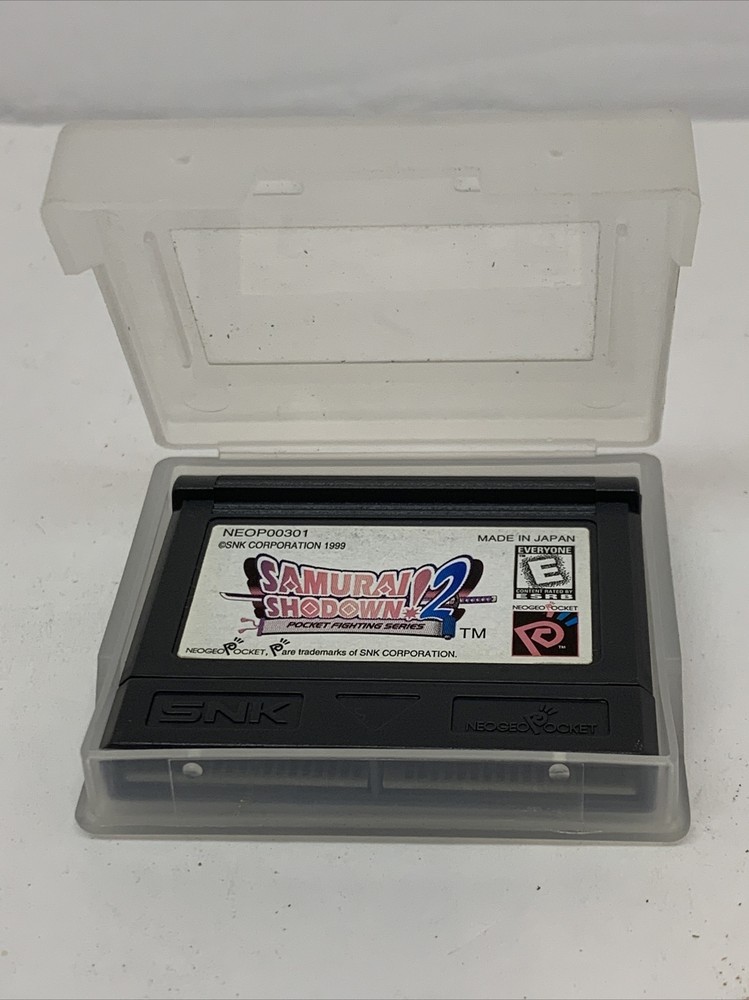 NEOP00301
©SNK CORPORATION 1999
MADE IN JAPAN
EVERYONE
E
CONTENT RATED BY
ESRB
SAMURAI
SHODOWN! 2
POCKET FIGHTING SERIES
TM
NEOGEO POCKET
TM
NEOGEO POCKET, P are trademarks of SNK CORPORATION.
SNK
NEOGEO POCKET